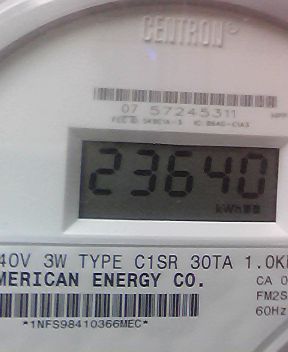 CENTRON®
07 57245311
23640
kWh
40V 3W TYPE C1SR 30TA 1.0K
MERICAN ENERGY CO.
CA 0
FM2S
60Hz
*1NFS98410366MEC*